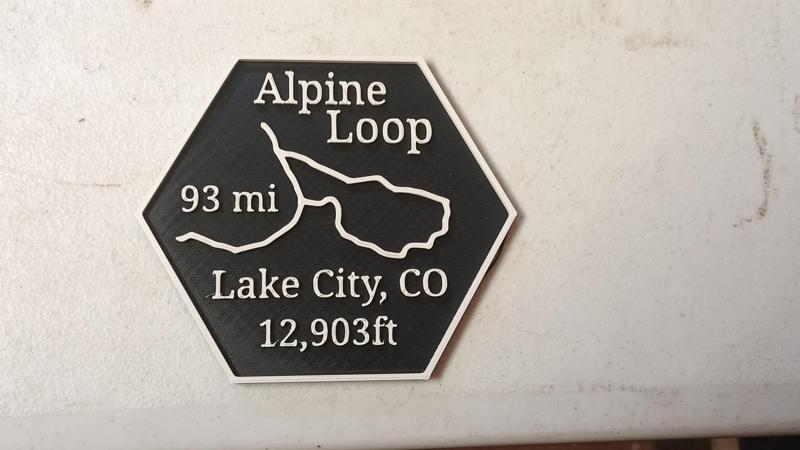 Alpine
Loop
93 mi
Lake City, CO
12,903ft